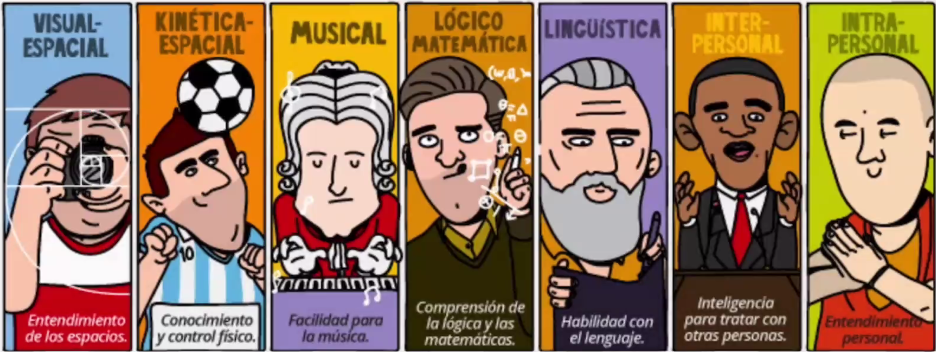 VISUAL-
ESPACIAL
Entendimiento
de los espacios.
KINÉTICA-
ESPACIAL
10
Conocimiento
y control físico.
MUSICAL
Facilidad para
la música.
LÓGICO
MATEMÁTICA
Comprensión de
la lógica y las
matemáticas.
LINGÜÍSTICA
Habilidad con
el lenguaje.
INTER-
PERSONAL
Inteligencia
para tratar con
otras personas.
INTRA-
PERSONAL
Entendimiento
personal.